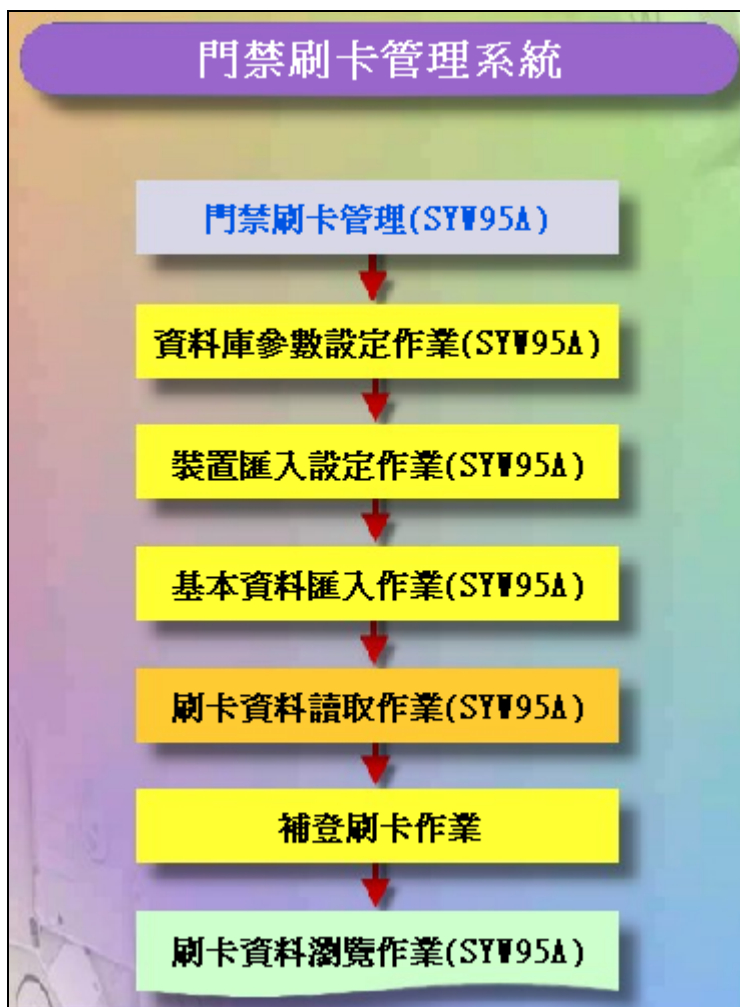 門禁刷卡管理系統
門禁刷卡管理(SYW95A)
資料庫參數設定作業(SYW95A)
裝置匯入設定作業(SYW95A)
基本資料匯入作業(SYW95A)
刷卡資料讀取作業(SYW95A)
補登刷卡作業
刷卡資料瀏覽作業(SYW95A)